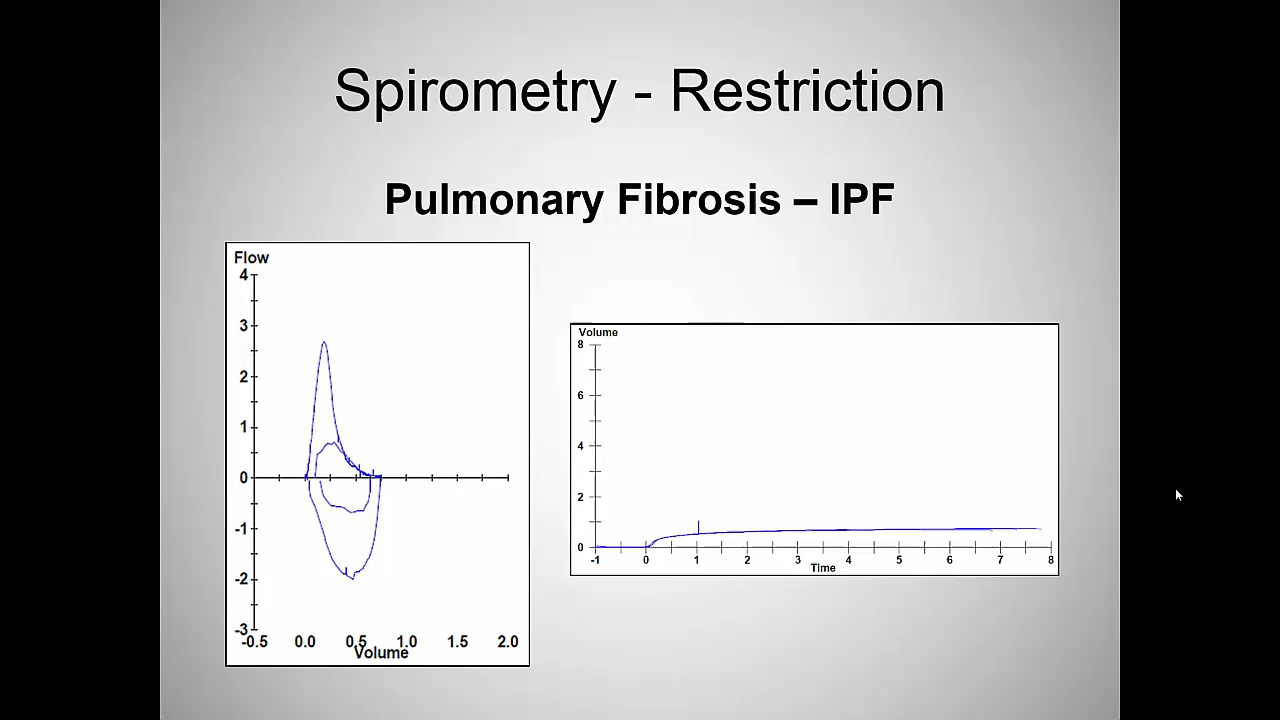 Spirometry - Restriction
Pulmonary Fibrosis – IPF
Flow
4
3
2
1
0
-1
-2
-3
-0.5 0.0 0.5 1.0 1.5 2.0
Volume
Volume
8
6
4
2
0
-1 0 1 2 3 4 5 6 7 8
Time